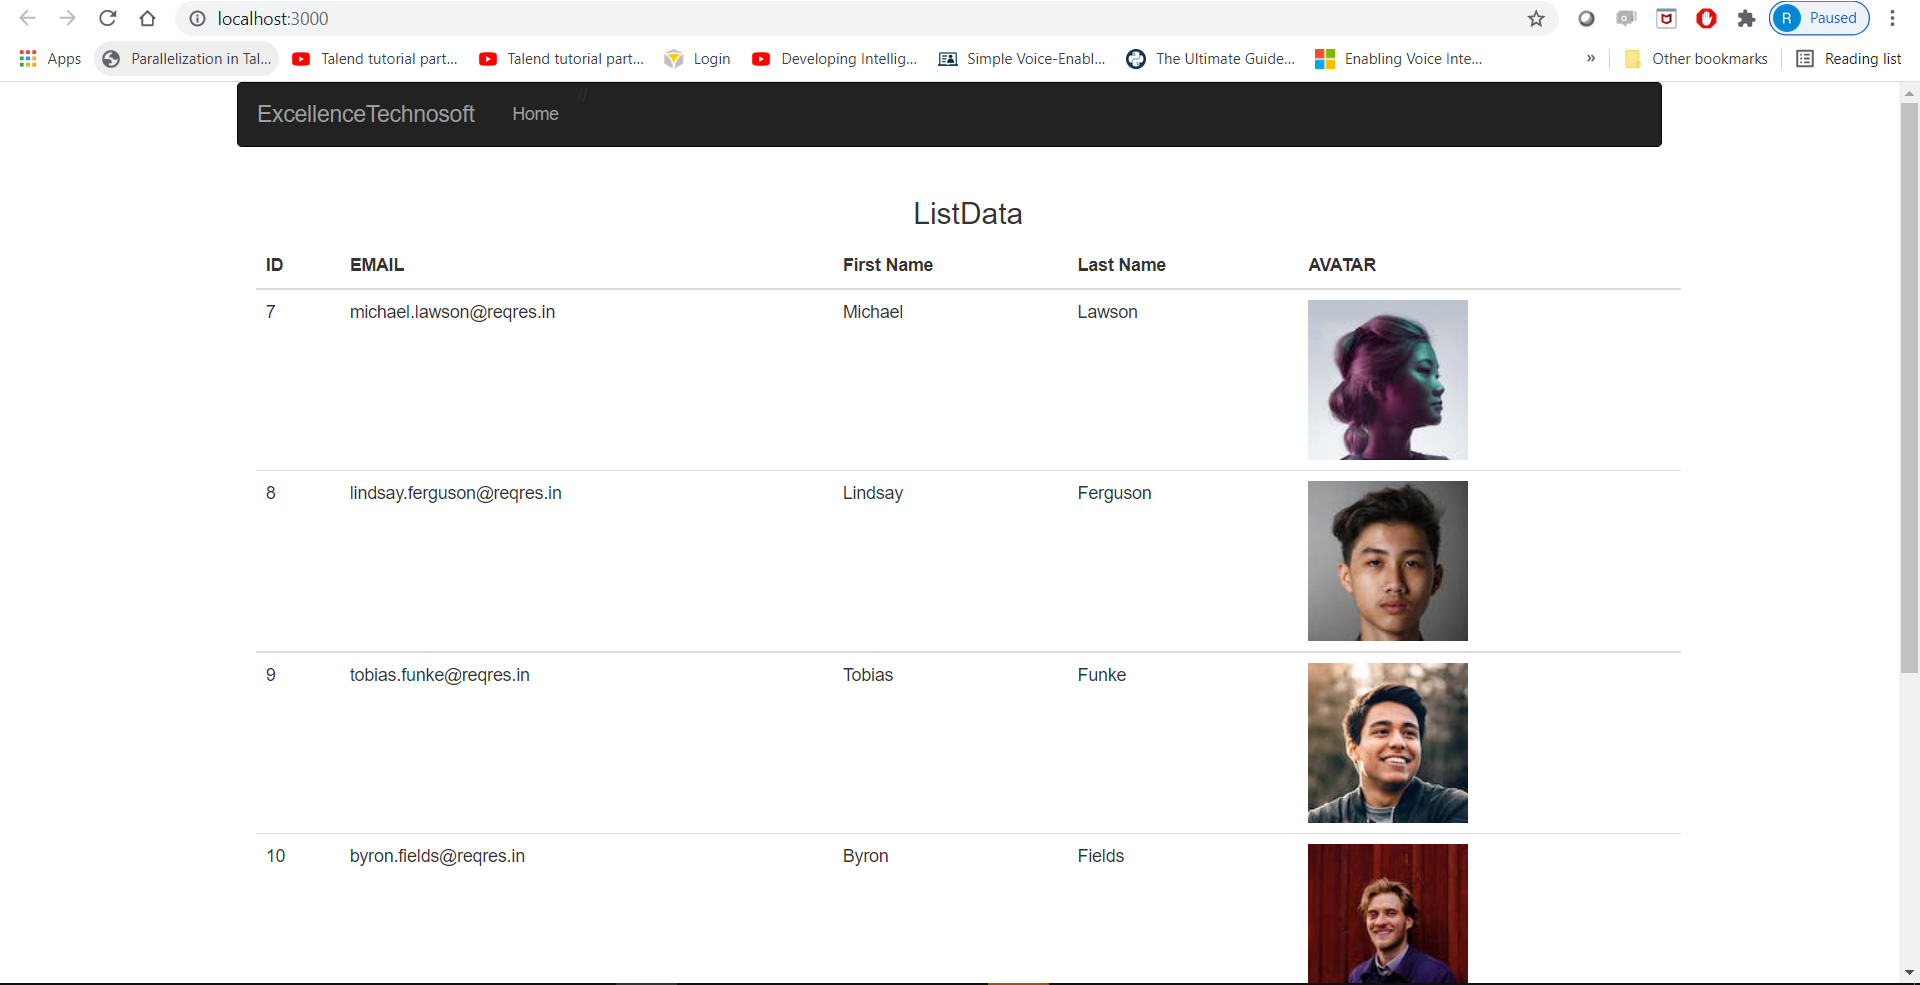 localhost:3000
R Paused
Apps Parallelization in Tal... Talend tutorial part... Talend tutorial part... Login Developing Intellig... Simple Voice-Enabl... The Ultimate Guide... Enabling Voice Inte... » Other bookmarks Reading list
ExcellenceTechnosoft Home //
ListData
ID EMAIL First Name Last Name AVATAR
7 michael.lawson@reqres.in Michael Lawson
8 lindsay.ferguson@reqres.in Lindsay Ferguson
9 tobias.funke@reqres.in Tobias Funke
10 byron.fields@reqres.in Byron Fields